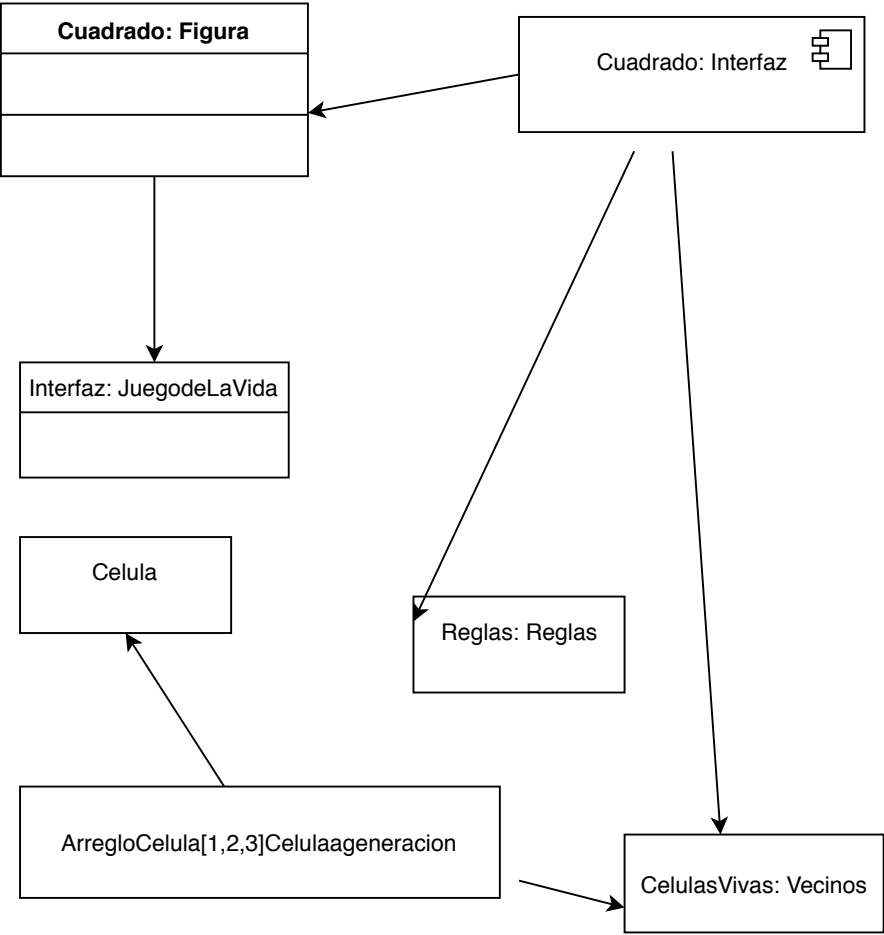 Cuadrado: Figura
Cuadrado: Interfaz
Interfaz: JuegodeLaVida
Celula
Reglas: Reglas
ArregloCelula[1,2,3]Celulaageneracion
CelulasVivas: Vecinos